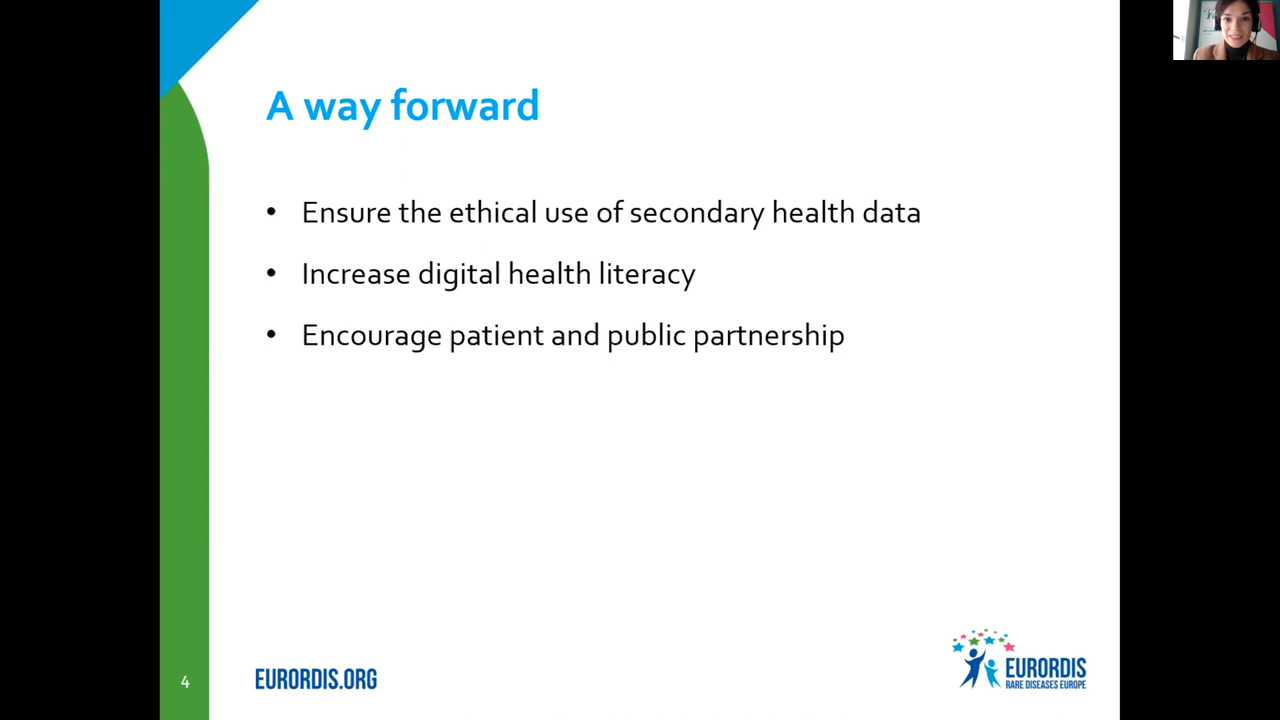 A way forward
• Ensure the ethical use of secondary health data
• Increase digital health literacy
• Encourage patient and public partnership
4
EURORDIS.ORG
EURORDIS
RARE DISEASES EUROPE